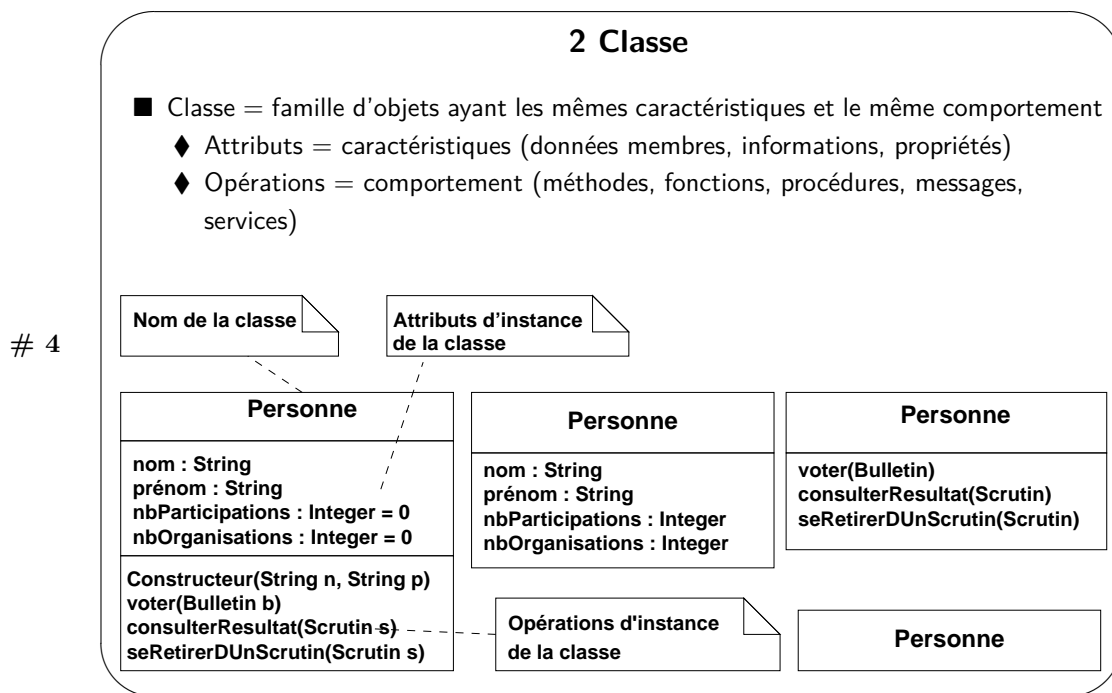 2 Classe
■ Classe = famille d'objets ayant les mêmes caractéristiques et le même comportement
♦ Attributs = caractéristiques (données membres, informations, propriétés)
♦ Opérations = comportement (méthodes, fonctions, procédures, messages,
services)
# 4
Nom de la classe
Attributs d'instance
de la classe
Personne
nom : String
prénom : String
nbParticipations : Integer = 0
nbOrganisations : Integer = 0
Constructeur(String n, String p)
voter(Bulletin b)
consulterResultat(Scrutin s)
seRetirerDUnScrutin(Scrutin s)
Personne
nom : String
prénom : String
nbParticipations : Integer
nbOrganisations : Integer
Personne
voter(Bulletin)
consulterResultat(Scrutin)
seRetirerDUnScrutin(Scrutin)
Opérations d'instance
de la classe
Personne